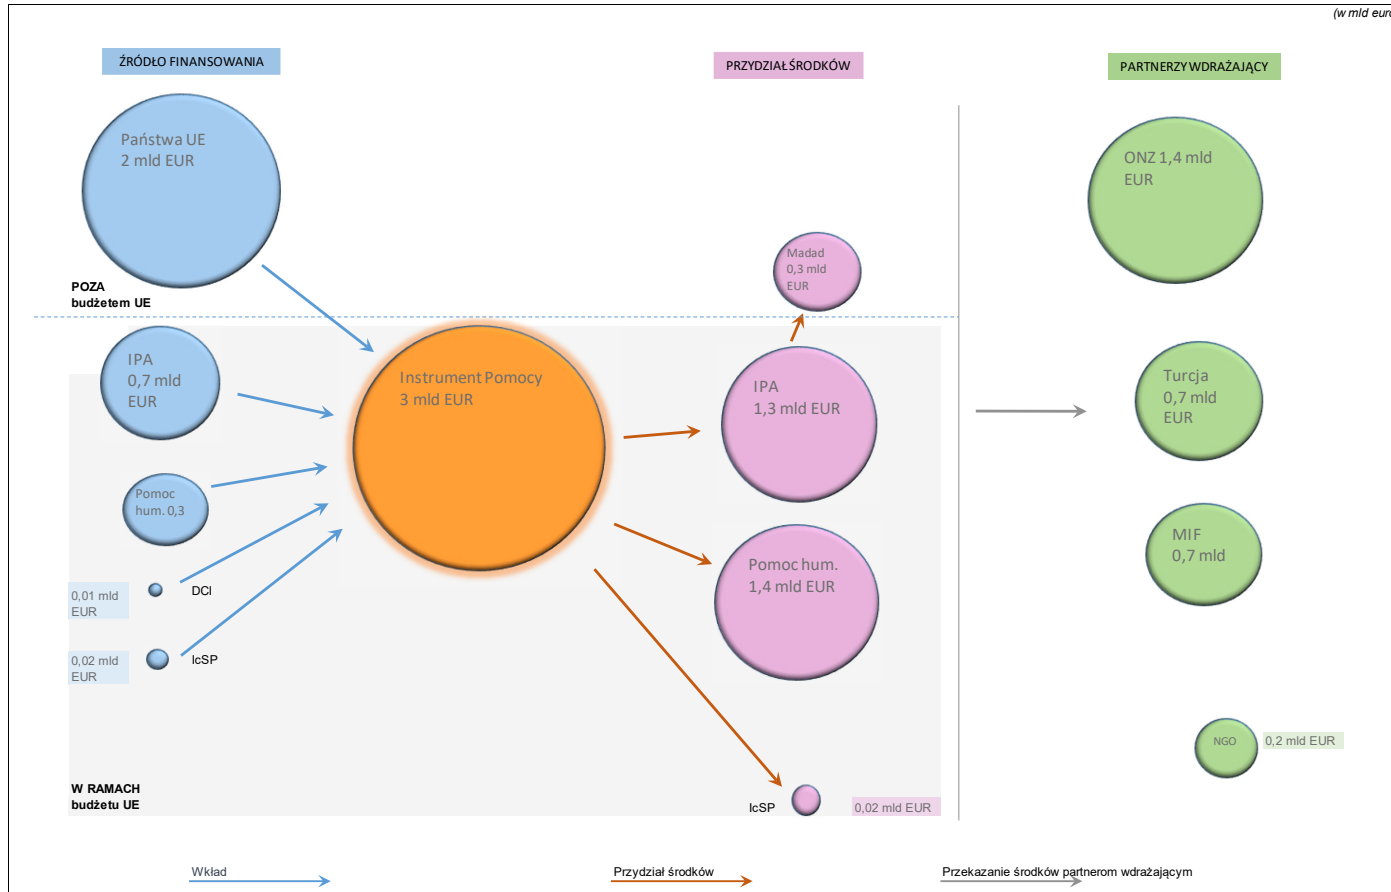 (w mld euro
ŹRÓDŁO FINANSOWANIA
PRZYDZIAŁ ŚRODKÓW
PARTNERZY WDRAŻAJĄCY
Państwa UE
2 mld EUR
ONZ 1,4 mld
EUR
Madad
0,3 mld
EUR
POZA
budżetem UE
IPA
0,7 mld
EUR
Instrument Pomocy
3 mld EUR
IPA
1,3 mld EUR
Turcja
0,7 mld
EUR
Pomoc
hum. 0,3
MIF
0,7 mld
Pomoc hum.
1,4 mld EUR
0,01 mld
EUR
DCI
0,02 mld
EUR
IcSP
NGO
0,2 mld EUR
W RAMACH
budżetu UE
IcSP
0,02 mld EUR
Wkład
Przydział środków
Przekazanie środków partnerom wdrażającym